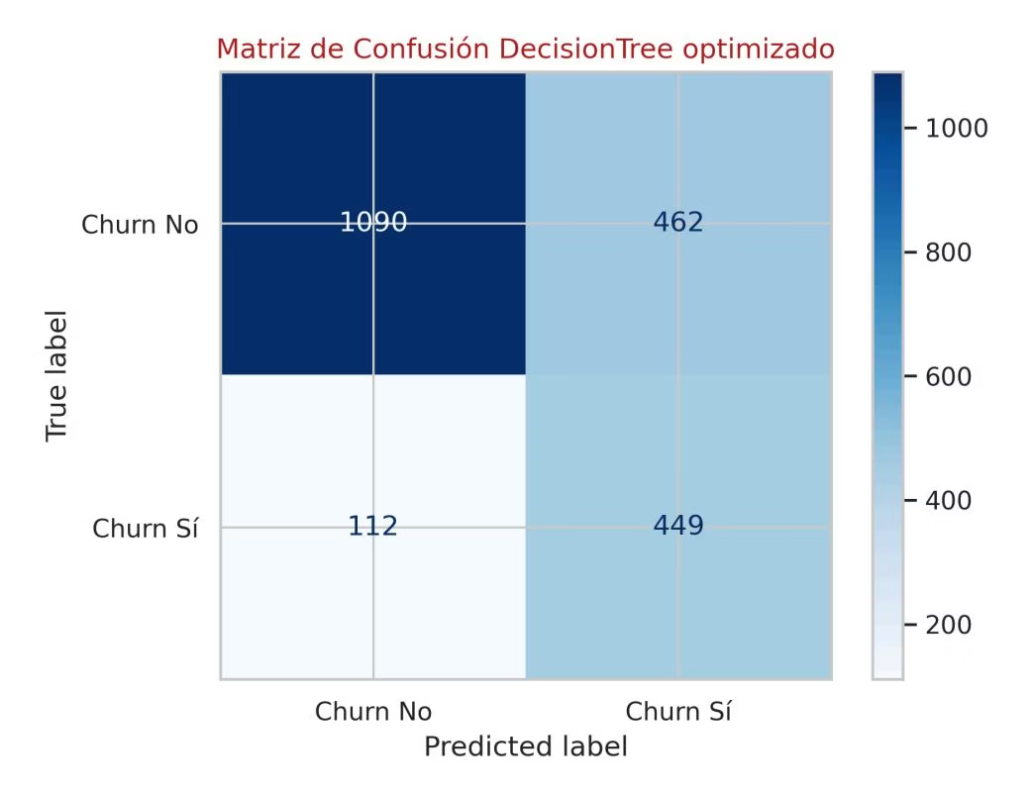 Matriz de Confusión DecisionTree optimizado
1000
Churn No
1090
462
800
600
True label
400
Churn Sí
112
449
200
Churn No
Churn Sí
Predicted label